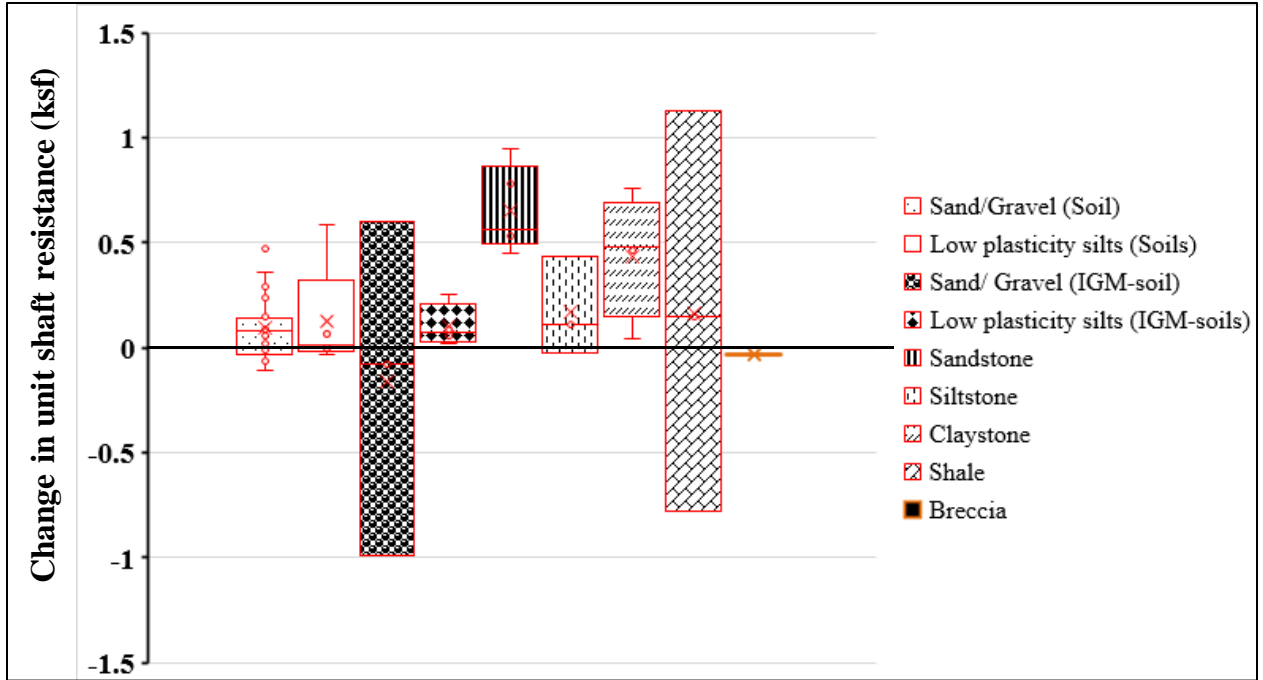 Change in unit shaft resistance (ksf)
1.5
1
0.5
0
-0.5
-1
-1.5
Sand/Gravel (Soil)
Low plasticity silts (Soils)
Sand/ Gravel (IGM-soil)
Low plasticity silts (IGM-soils)
Sandstone
Siltstone
Claystone
Shale
Breccia